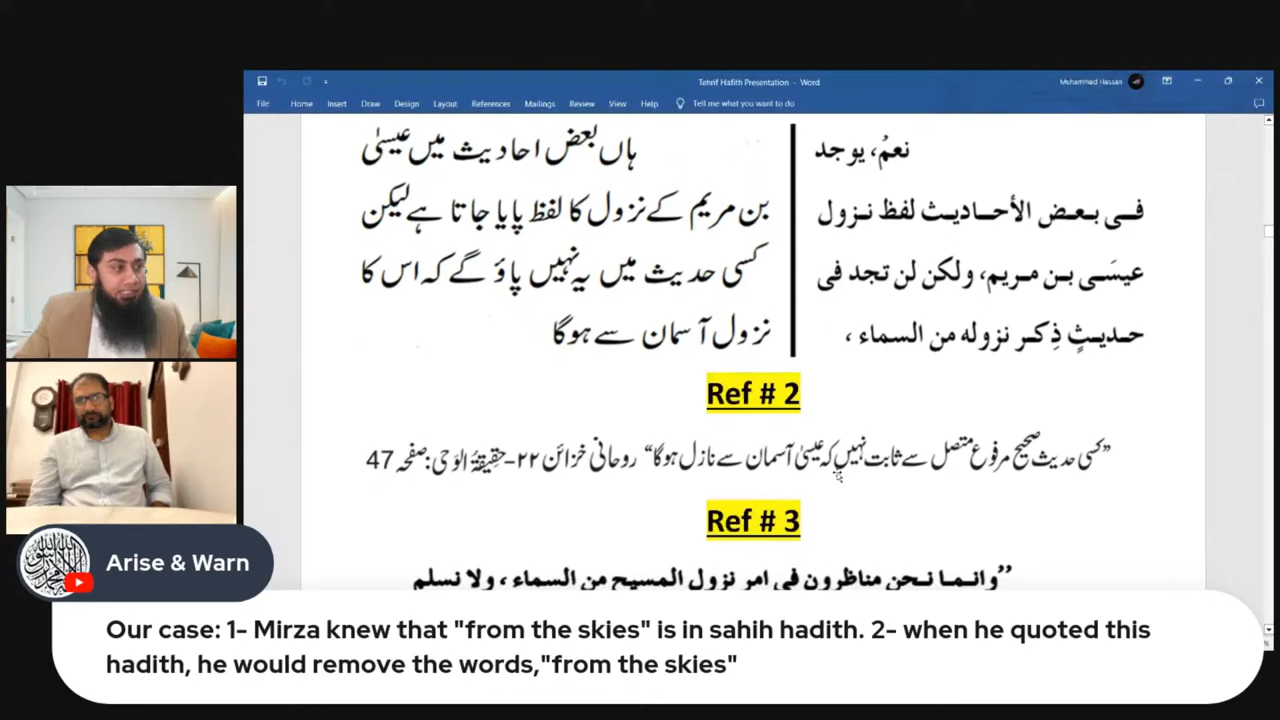 Tehrif Hafith Presentation - Word
Muhammed Hassan
File Home Insert Draw Design Layout References Mailings Review View Help Tell me what you want to do
نعمُ، يوجد
فى بعض الأحاديث لفظ نزول
عيسَى بن مريم، ولكن لن تجد فى
حديثٍ ذِكر نزوله من السماء ،
ہاں بعض احادیث میں عیسیٰ
بن مریم کے نزول کا لفظ پایا جاتا ہے لیکن
کسی حدیث میں یہ نہیں پاؤ گے کہ اس کا
نزول آسمان سے ہوگا
Ref # 2
”کسی حدیث صحیح مرفوع متصل سے ثابت نہیں کہ عیسیٰ آسمان سے نازل ہوگا“ روحانی خزائن ۲۲-حقیقۃ الوحی: صفحہ 47
Ref # 3
”وانما نحن مناظرون فى امر نزول المسيح من السماء ، ولا نسلم
Arise & Warn
Our case: 1- Mirza knew that "from the skies" is in sahih hadith. 2- when he quoted this
hadith, he would remove the words,"from the skies"